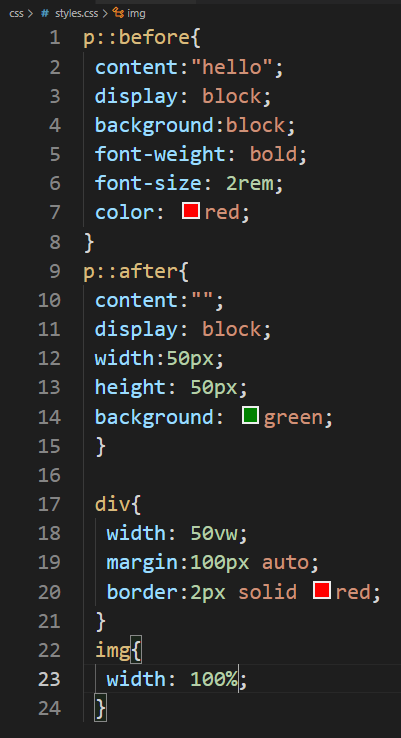 css > # styles.css > img
1 p::before{
2 content:"hello";
3 display: block;
4 background:block;
5 font-weight: bold;
6 font-size: 2rem;
7 color: red;
8 }
9 p::after{
10 content:"";
11 display: block;
12 width:50px;
13 height: 50px;
14 background: green;
15 }
16
17 div{
18 width: 50vw;
19 margin:100px auto;
20 border:2px solid red;
21 }
22 img{
23 width: 100%;
24 }